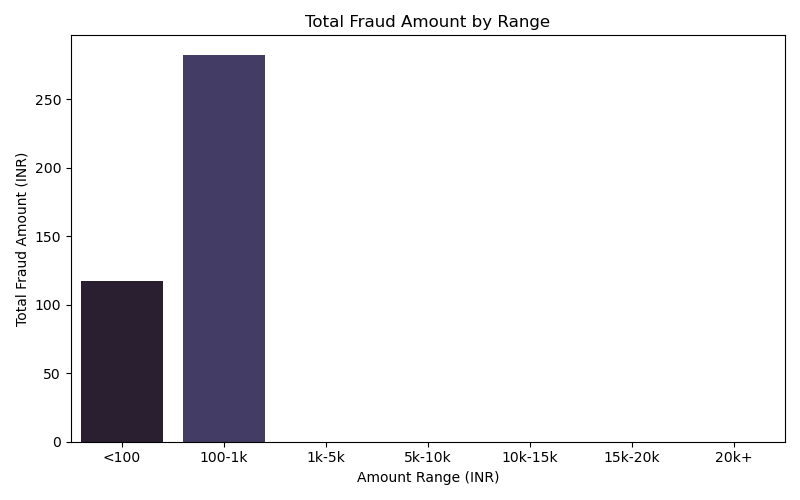 Total Fraud Amount by Range
Total Fraud Amount (INR)
250
200
150
100
50
0
<100 100-1k 1k-5k 5k-10k 10k-15k 15k-20k 20k+
Amount Range (INR)